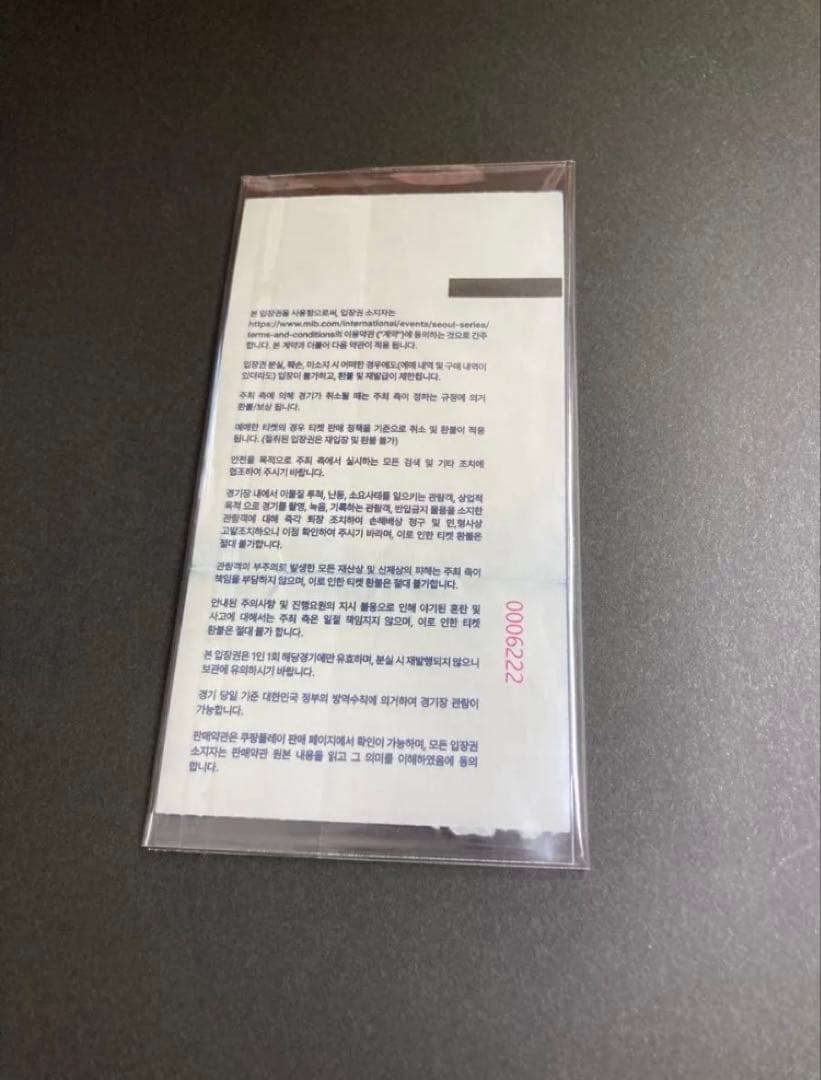 본 입장권을 사용함으로써, 입장권 소지자는
https://www.mlb.com/international/events/seoul-series/
terms-and-conditions의 이용약관 ("계약")에 동의하는 것으로 간주
합니다. 본 계약과 더불어 다음 약관이 적용 됩니다.
입장권 분실, 훼손, 미소지 시 어떠한 경우에도(예매 내역 및 구매 내역이
있더라도) 입장이 불가하고, 환불 및 재발급이 제한됩니다.
주최 측에 의해 경기가 취소될 때는 주최 측이 정하는 규정에 의거
환불/보상 됩니다.
예매한 티켓의 경우 티켓 판매 정책을 기준으로 취소 및 환불이 적용
됩니다. (절취된 입장권은 재입장 및 환불 불가)
안전을 목적으로 주최 측에서 실시하는 모든 검색 및 기타 조치에
협조하여 주시기 바랍니다.
경기장 내에서 이물질 투척, 난동, 소요사태를 일으키는 관람객, 상업적
목적 으로 경기를 촬영, 녹음, 기록하는 관람객, 반입금지 물품을 소지한
관람객에 대해 즉각 퇴장 조치하여 손해배상 청구 및 민,형사상
고발조치하오니 이점 확인하여 주시기 바라며, 이로 인한 티켓 환불은
절대 불가합니다.
관람객의 부주의로 발생한 모든 재산상 및 신체상의 피해는 주최 측이
책임을 부담하지 않으며, 이로 인한 티켓 환불은 절대 불가합니다.
안내된 주의사항 및 진행요원의 지시 불응으로 인해 야기된 혼란 및
사고에 대해서는 주최 측은 일절 책임지지 않으며, 이로 인한 티켓
환불은 절대 불가 합니다.
본 입장권은 1인 1회 해당경기에만 유효하며, 분실 시 재발행되지 않으니
보관에 유의하시기 바랍니다.
경기 당일 기준 대한민국 정부의 방역수칙에 의거하여 경기장 관람이
가능합니다.
판매약관은 쿠팡플레이 판매 페이지에서 확인이 가능하며, 모든 입장권
소지자는 판매약관 원본 내용을 읽고 그 의미를 이해하였음에 동의
합니다.
0006222